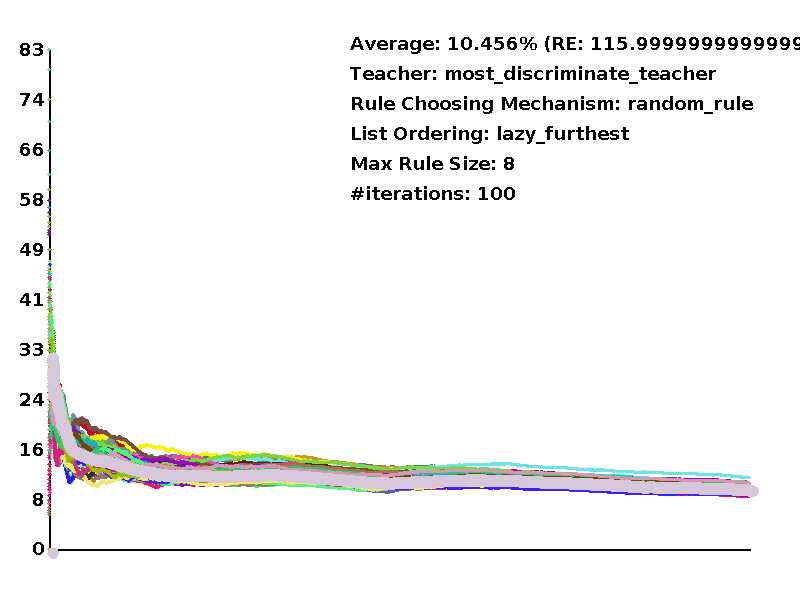 Average: 10.456% (RE: 115.9999999999999
Teacher: most_discriminate_teacher
Rule Choosing Mechanism: random_rule
List Ordering: lazy_furthest
Max Rule Size: 8
#iterations: 100
83
74
66
58
49
41
33
24
16
8
0